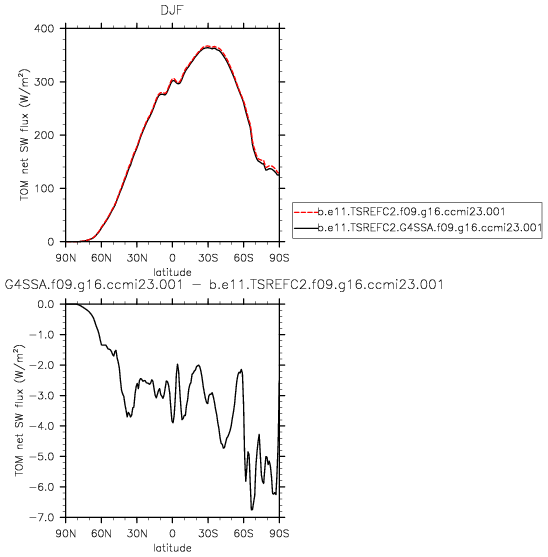 DJF
400
300
200
100
0
TOM net SW flux (W/m²)
90N 60N 30N 0 30S 60S 90S
latitude
b.e11.TSREFC2.f09.g16.ccmi23.001
b.e11.TSREFC2.G4SSA.f09.g16.ccmi23.001
G4SSA.f09.g16.ccmi23.001 − b.e11.TSREFC2.f09.g16.ccmi23.001
0.0
−1.0
−2.0
−3.0
−4.0
−5.0
−6.0
−7.0
TOM net SW flux (W/m²)
90N 60N 30N 0 30S 60S 90S
latitude